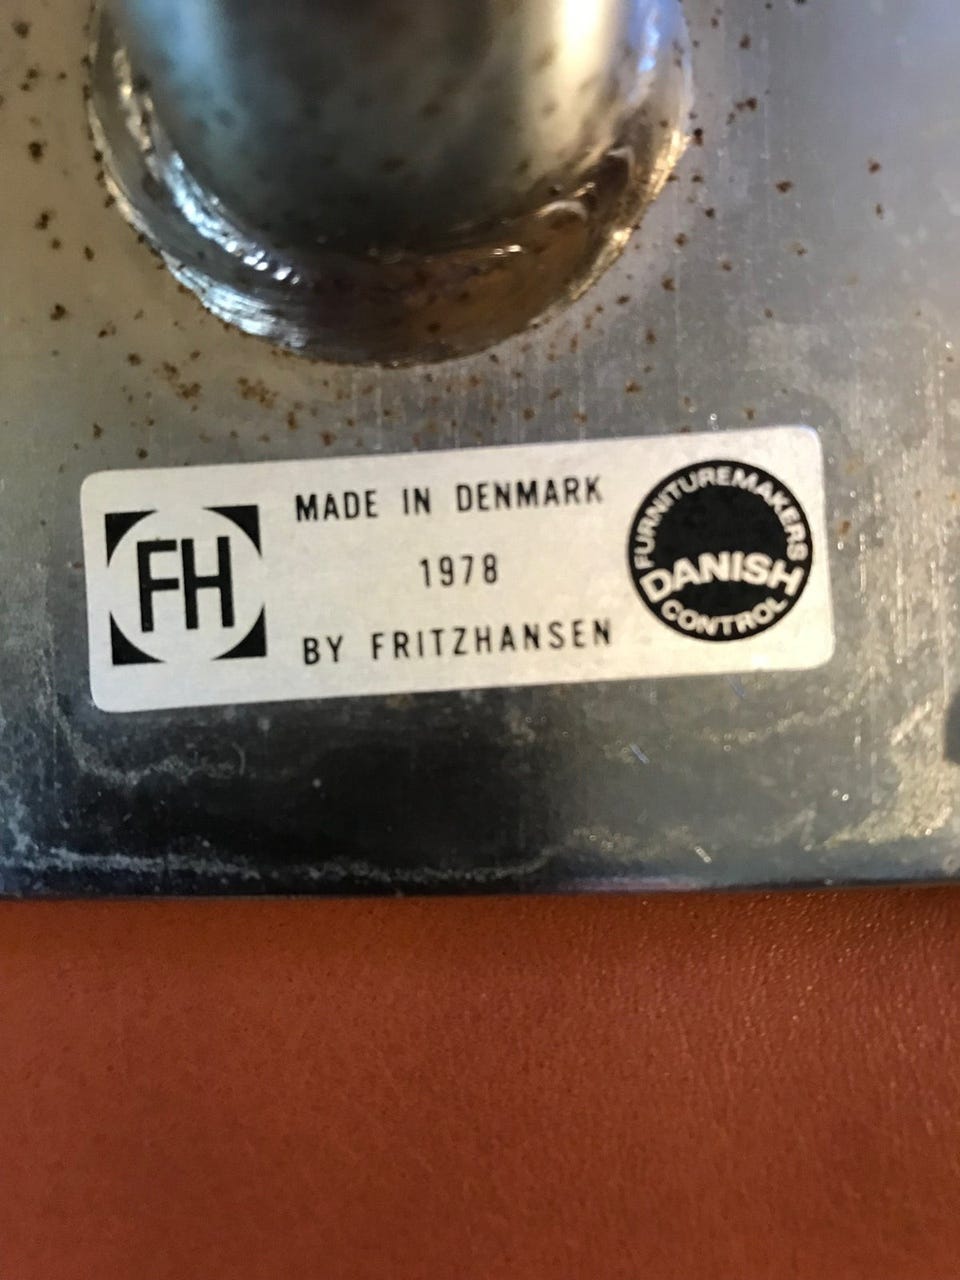 FH
MADE IN DENMARK
1978
BY FRITZHANSEN
FURNITUREMAKERS
DANISH
CONTROL